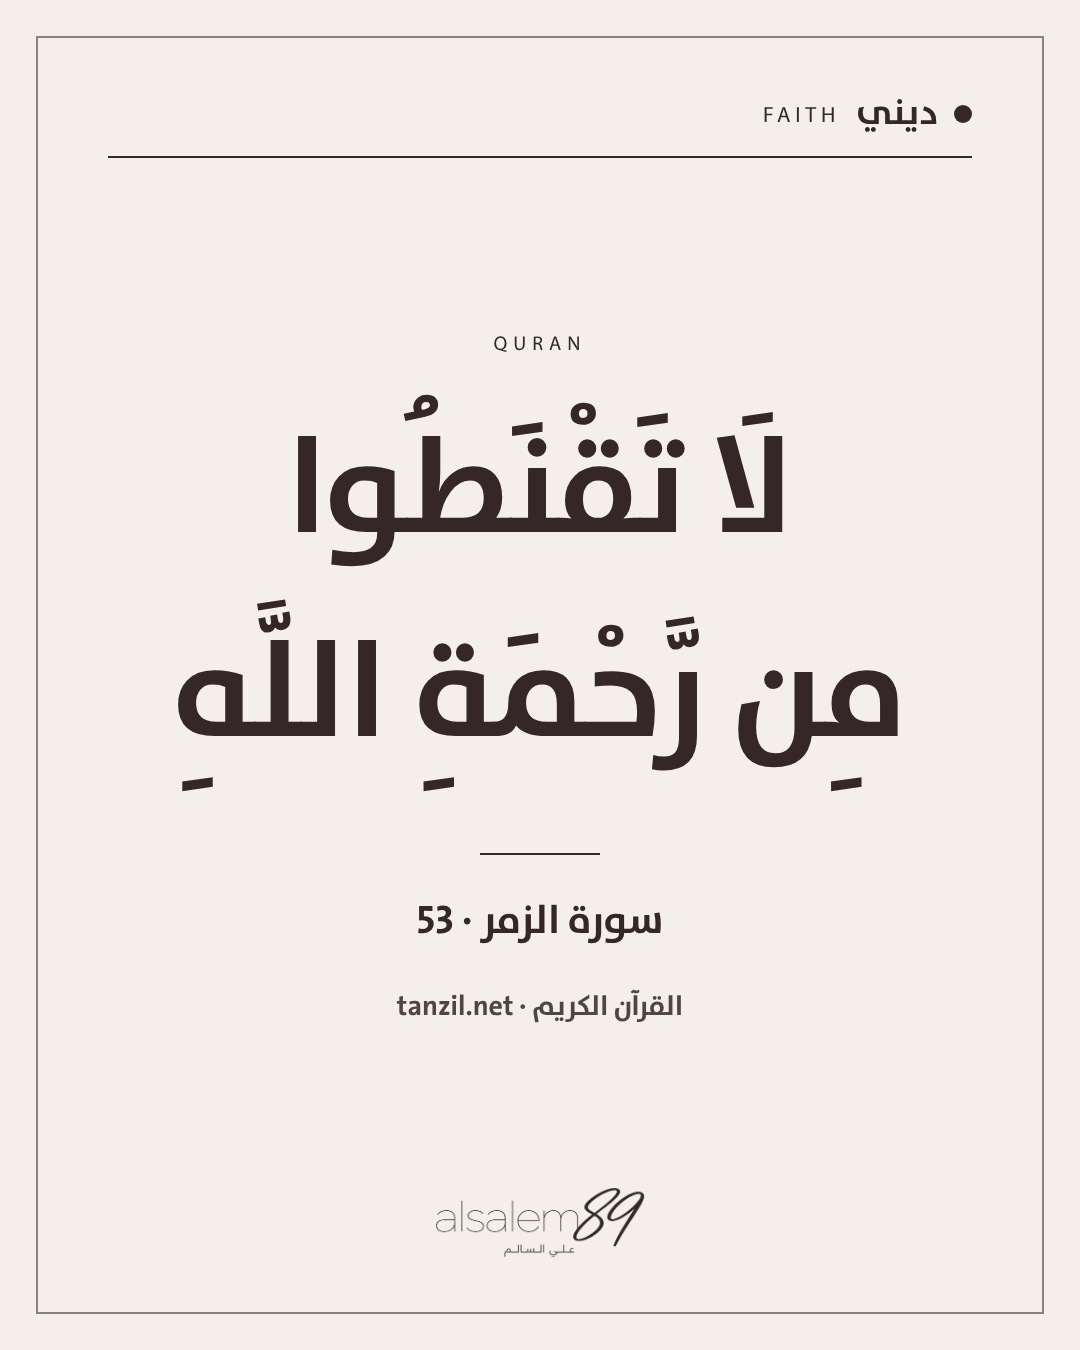 ديني FAITH
QURAN
لَا تَقْنَطُوا
مِن رَّحْمَةِ اللَّهِ
سورة الزمر · 53
القرآن الكريم · tanzil.net
alsalem89
علي السالم